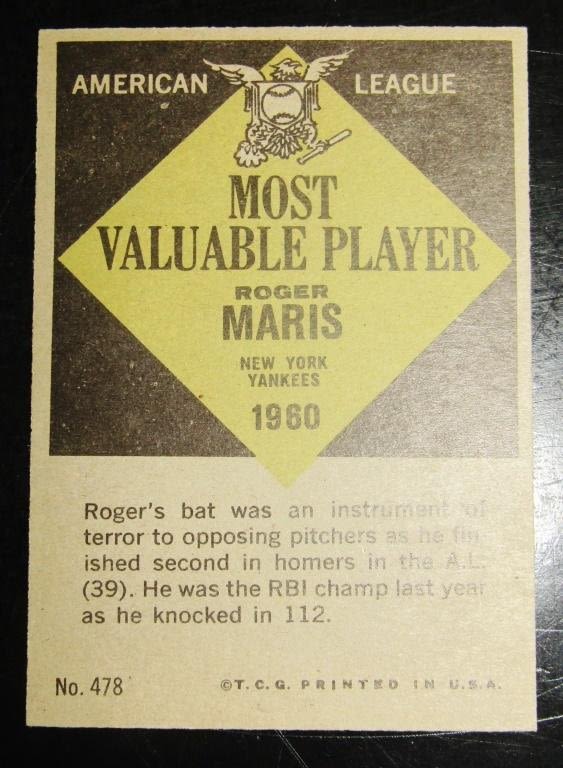 AMERICAN LEAGUE
MOST
VALUABLE PLAYER
ROGER
MARIS
NEW YORK
YANKEES
1960
Roger's bat was an instrument of
terror to opposing pitchers as he fin
ished second in homers in the A.L.
(39). He was the RBI champ last year
as he knocked in 112.
No. 478 ©T.C.G. PRINTED IN U.S.A.